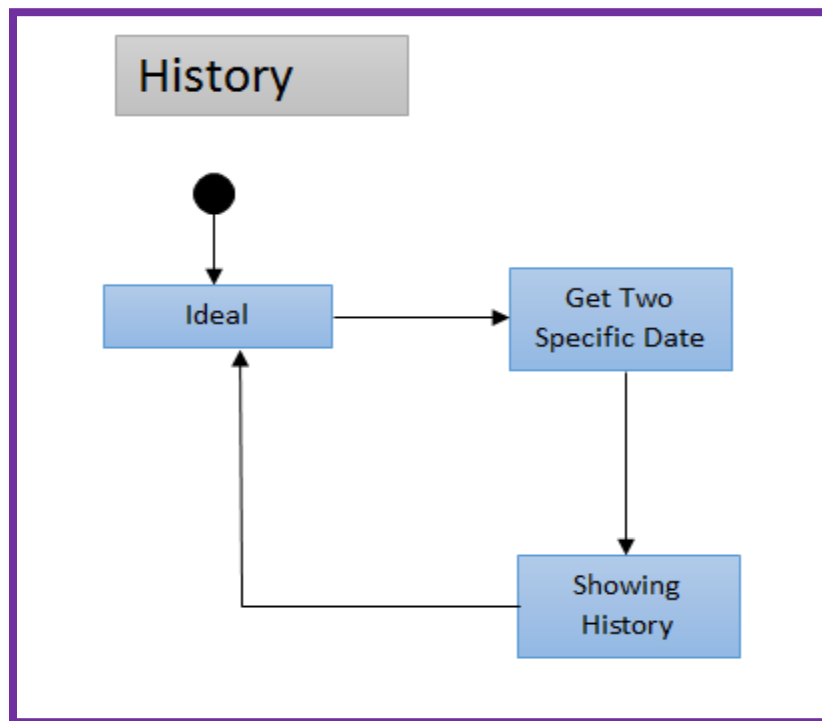 History
Ideal
Get Two
Specific Date
Showing
History